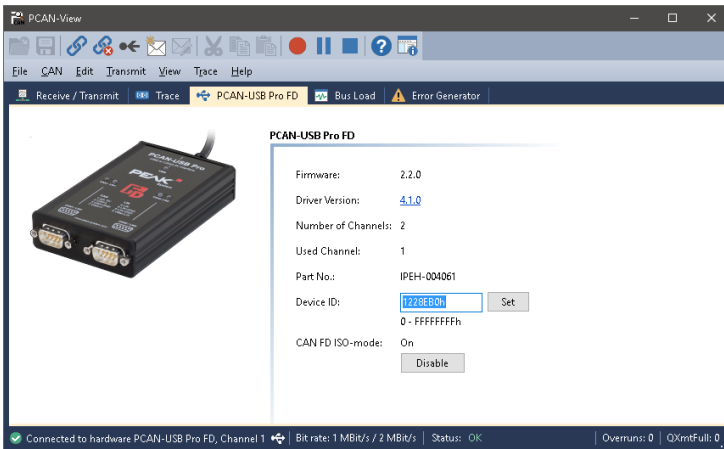 PCAN-View
File CAN Edit Transmit View Trace Help
Receive / Transmit Trace PCAN-USB Pro FD Bus Load Error Generator
PCAN-USB Pro FD
PCAN-USB Pro
PEAK
Firmware: 2.2.0
Driver Version: 4.1.0
Number of Channels: 2
Used Channel: 1
Part No.: IPEH-004061
Device ID: 1228EB0h Set
0 - FFFFFFFFh
CAN FD ISO-mode: On
Disable
Connected to hardware PCAN-USB Pro FD, Channel 1 Bit rate: 1 MBit/s / 2 MBit/s Status: OK Overruns: 0 QXmtFull: 0